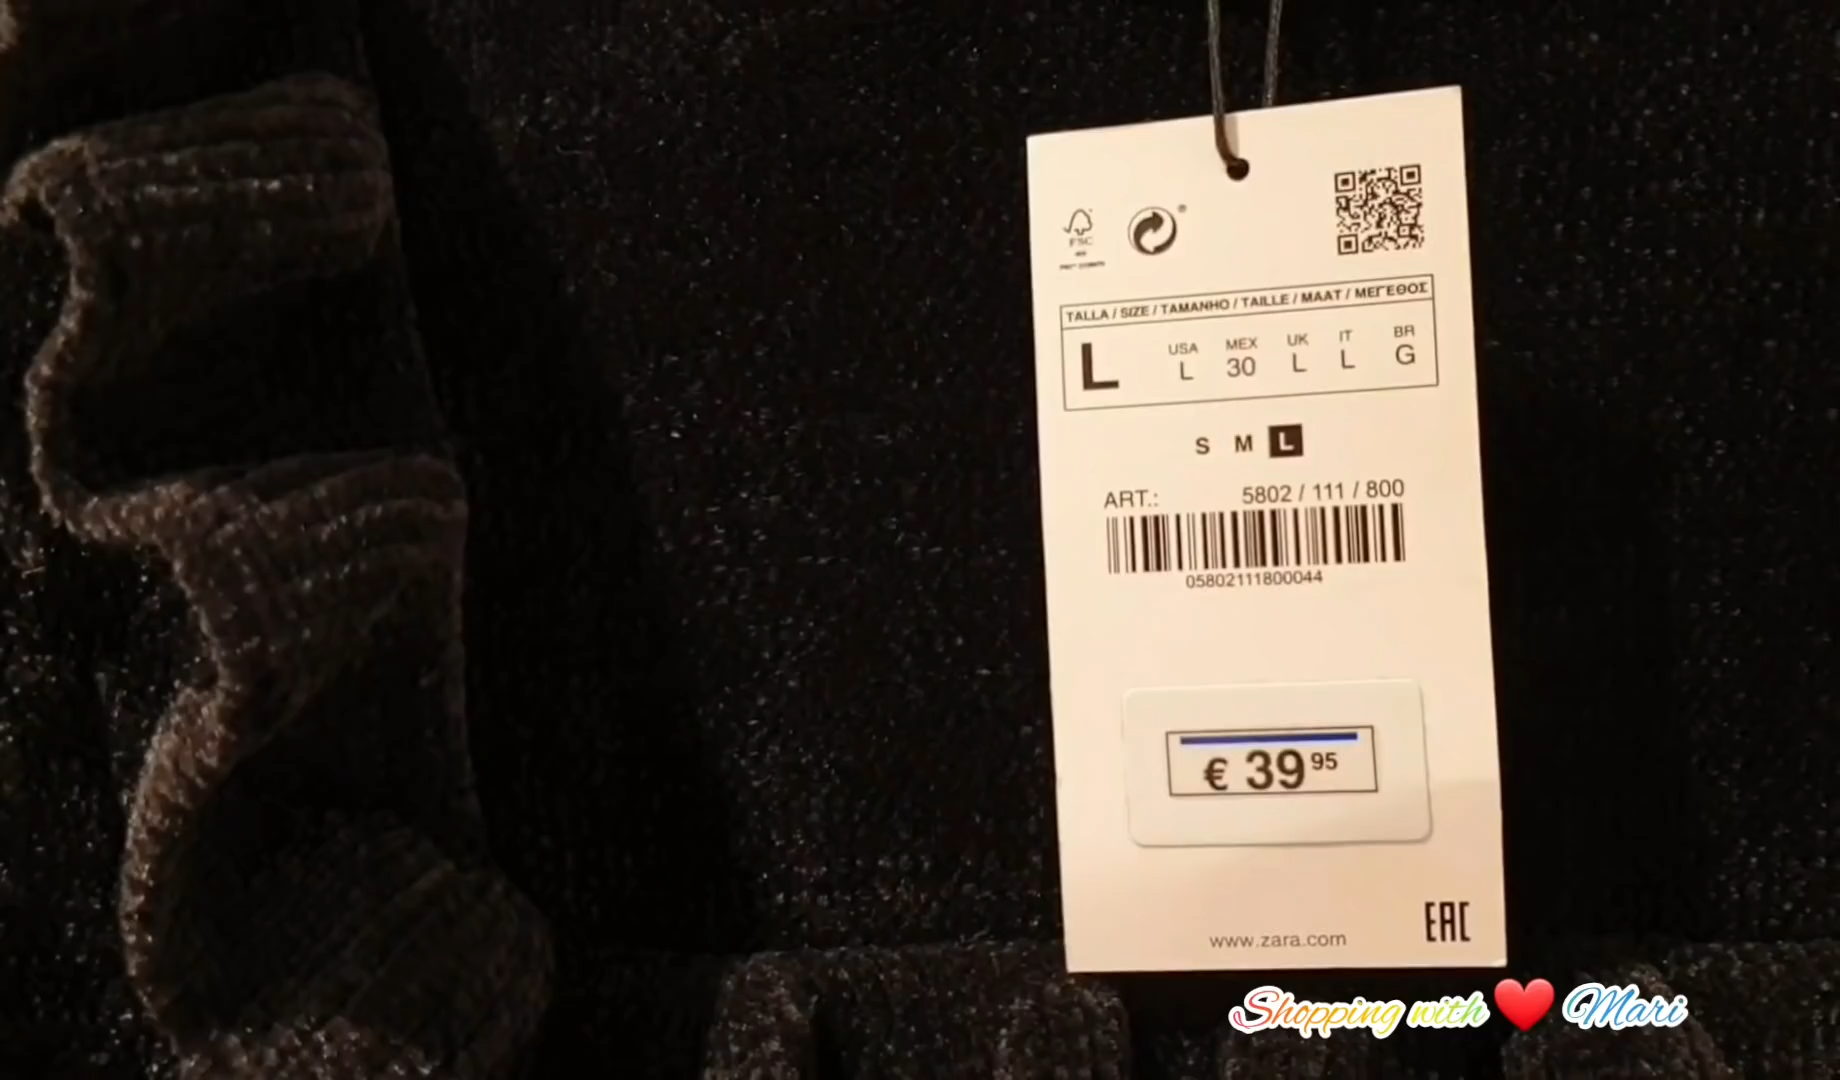 FSC
®
TALLA / SIZE / TAMANHO / TAILLE / MAAT / ΜΕΓΕΘΟΣ
L
USA MEX UK IT BR
L 30 L L G
S M L
ART.: 5802 / 111 / 800
05802111800044
€ 39 95
www.zara.com
EAC
Shopping with ❤️ Mari